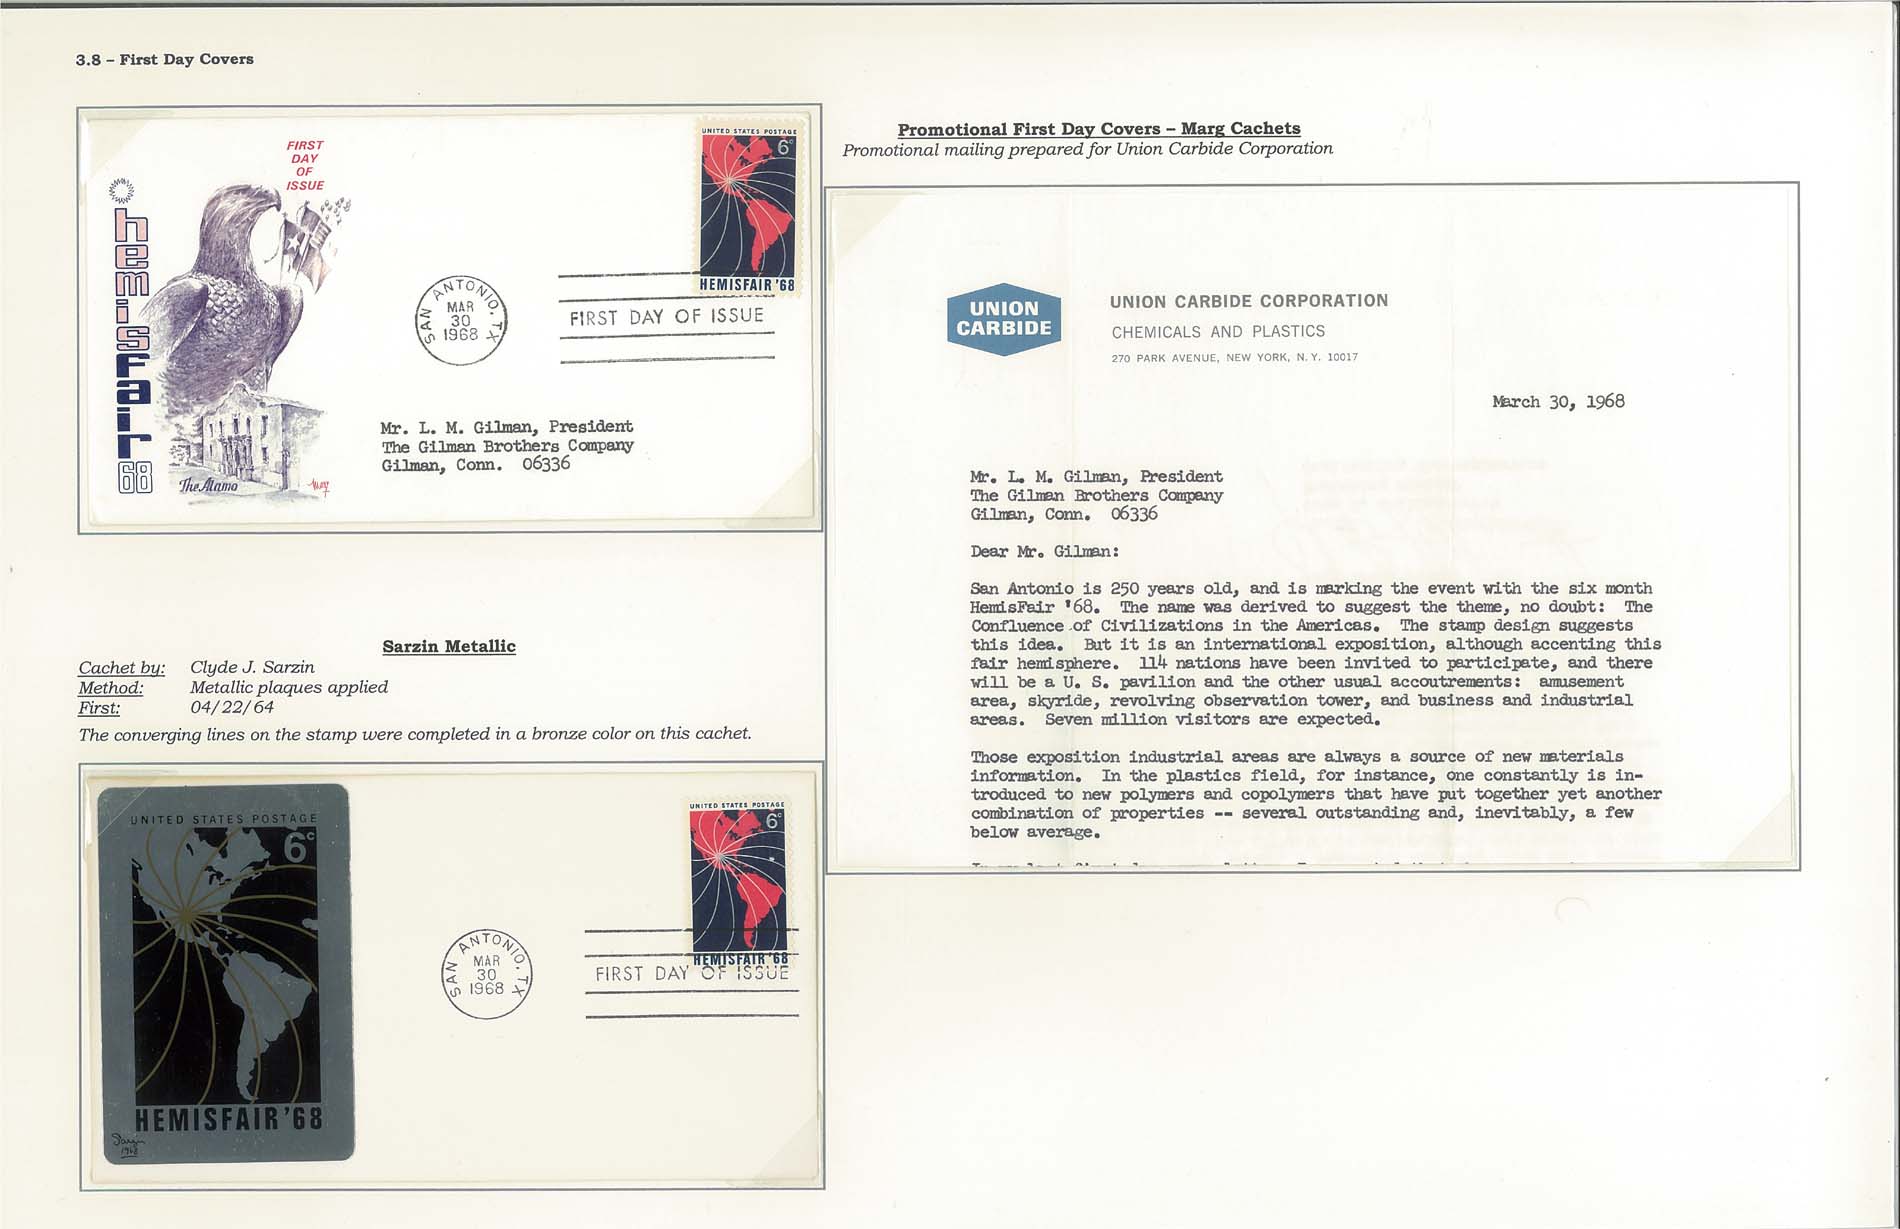 3.8 – First Day Covers
FIRST
DAY
OF
ISSUE
hemisfair
68
The Alamo
Marg
UNITED STATES POSTAGE
6c
HEMISFAIR '68
SAN ANTONIO, TX
MAR
30
1968
FIRST DAY OF ISSUE
Mr. L. M. Gilman, President
The Gilman Brothers Company
Gilman, Conn. 06336
Sarzin Metallic
Cachet by: Clyde J. Sarzin
Method: Metallic plaques applied
First: 04/22/64
The converging lines on the stamp were completed in a bronze color on this cachet.
UNITED STATES POSTAGE
6c
HEMISFAIR '68
Sarzin
1968
UNITED STATES POSTAGE
6c
HEMISFAIR '68
SAN ANTONIO, TX
MAR
30
1968
FIRST DAY OF ISSUE
Promotional First Day Covers – Marg Cachets
Promotional mailing prepared for Union Carbide Corporation
UNION
CARBIDE
UNION CARBIDE CORPORATION
CHEMICALS AND PLASTICS
270 PARK AVENUE, NEW YORK, N. Y. 10017
March 30, 1968
Mr. L. M. Gilman, President
The Gilman Brothers Company
Gilman, Conn. 06336
Dear Mr. Gilman:
San Antonio is 250 years old, and is marking the event with the six month
HemisFair '68. The name was derived to suggest the theme, no doubt: The
Confluence of Civilizations in the Americas. The stamp design suggests
this idea. But it is an international exposition, although accenting this
fair hemisphere. 114 nations have been invited to participate, and there
will be a U. S. pavilion and the other usual accoutrements: amusement
area, skyride, revolving observation tower, and business and industrial
areas. Seven million visitors are expected.
Those exposition industrial areas are always a source of new materials
information. In the plastics field, for instance, one constantly is in-
troduced to new polymers and copolymers that have put together yet another
combination of properties -- several outstanding and, inevitably, a few
below average.